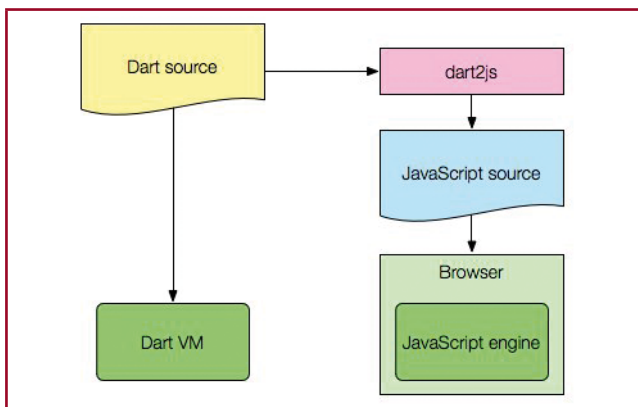 Dart source
dart2js
JavaScript source
Browser
Dart VM
JavaScript engine